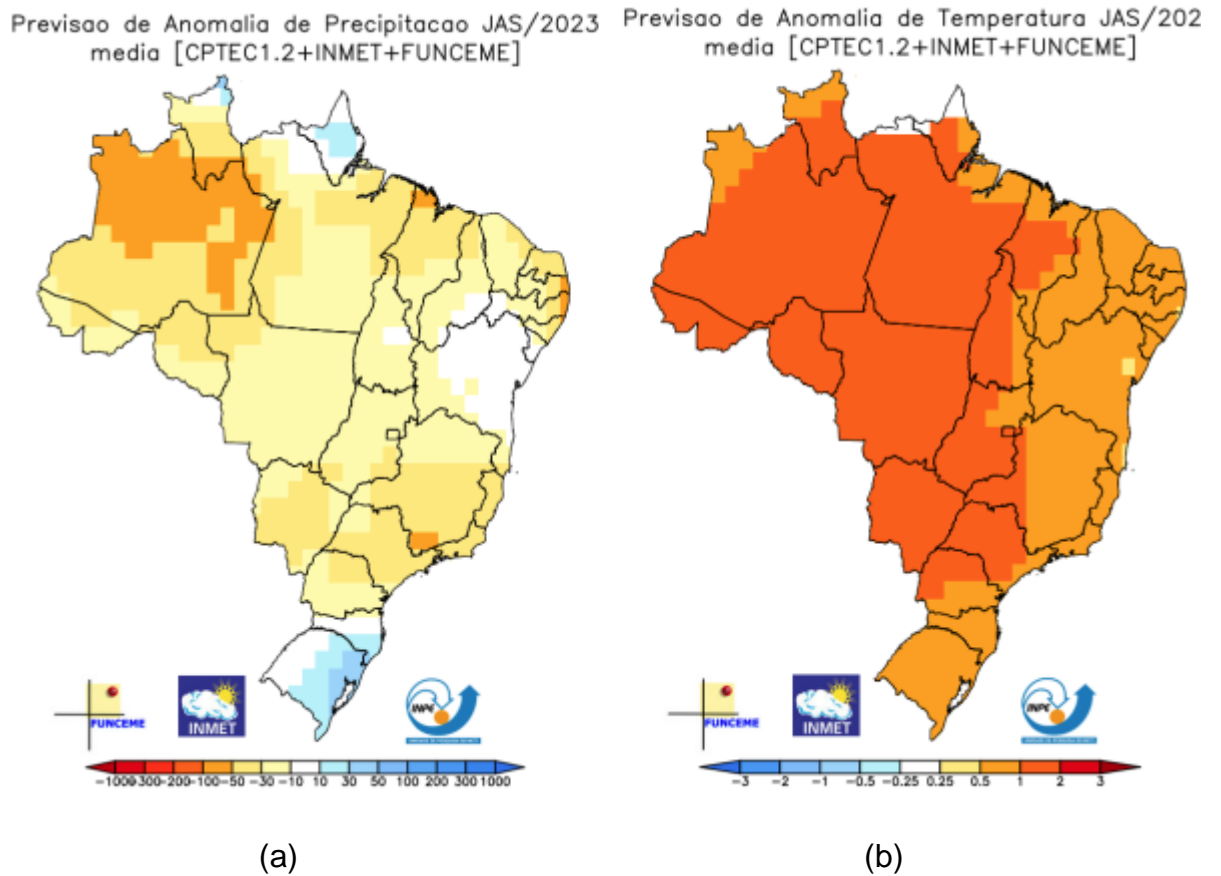 Previsao de Anomalia de Precipitacao JAS/2023
media [CPTEC1.2+INMET+FUNCEME]
FUNCEME
INMET
INPE
-1000-300-200-100-50 -30 -10 10 30 50 100 200 300 1000
(a)
Previsao de Anomalia de Temperatura JAS/202
media [CPTEC1.2+INMET+FUNCEME]
FUNCEME
INMET
INPE
-3 -2 -1 -0.5 -0.25 0.25 0.5 1 2 3
(b)